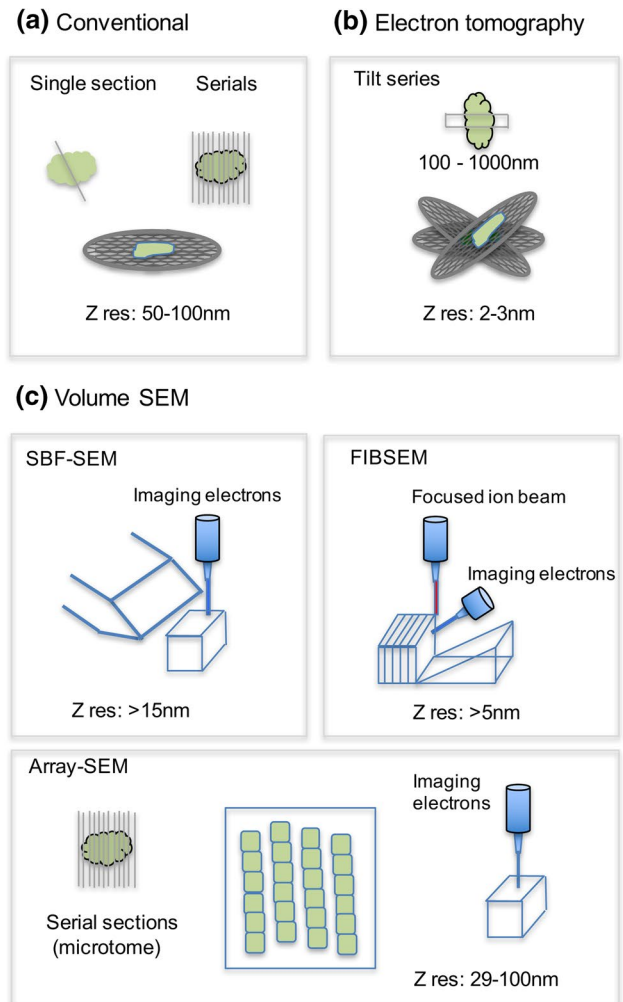 (a) Conventional
Single section
Serials
Z res: 50-100nm
(b) Electron tomography
Tilt series
100 - 1000nm
Z res: 2-3nm
(c) Volume SEM
SBF-SEM
Imaging electrons
Z res: >15nm
FIBSEM
Focused ion beam
Imaging electrons
Z res: >5nm
Array-SEM
Serial sections
(microtome)
Imaging
electrons
Z res: 29-100nm